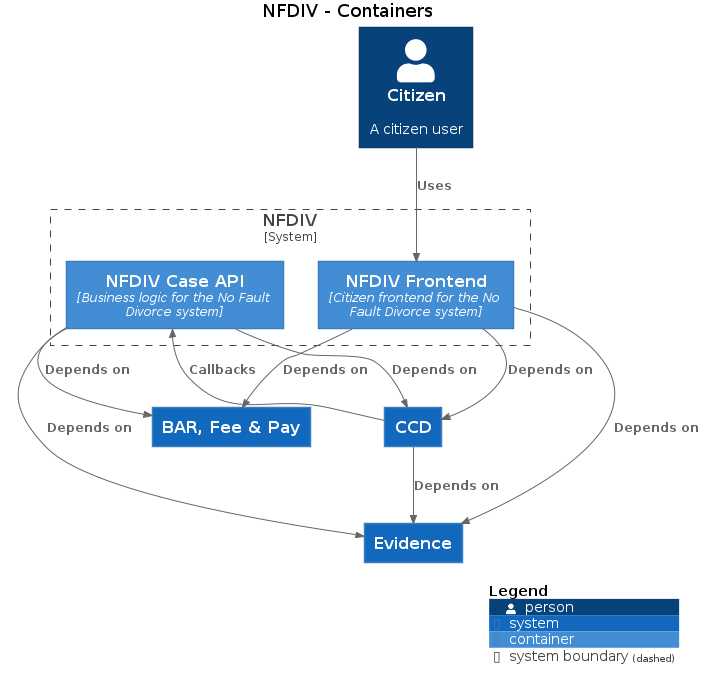 NFDIV - Containers
Citizen
A citizen user
Uses
NFDIV
[System]
NFDIV Case API
[Business logic for the No Fault
Divorce system]
NFDIV Frontend
[Citizen frontend for the No
Fault Divorce system]
Depends on
Callbacks
Depends on
Depends on
Depends on
BAR, Fee & Pay
CCD
Depends on
Depends on
Depends on
Evidence
Legend
person
system
container
system boundary (dashed)